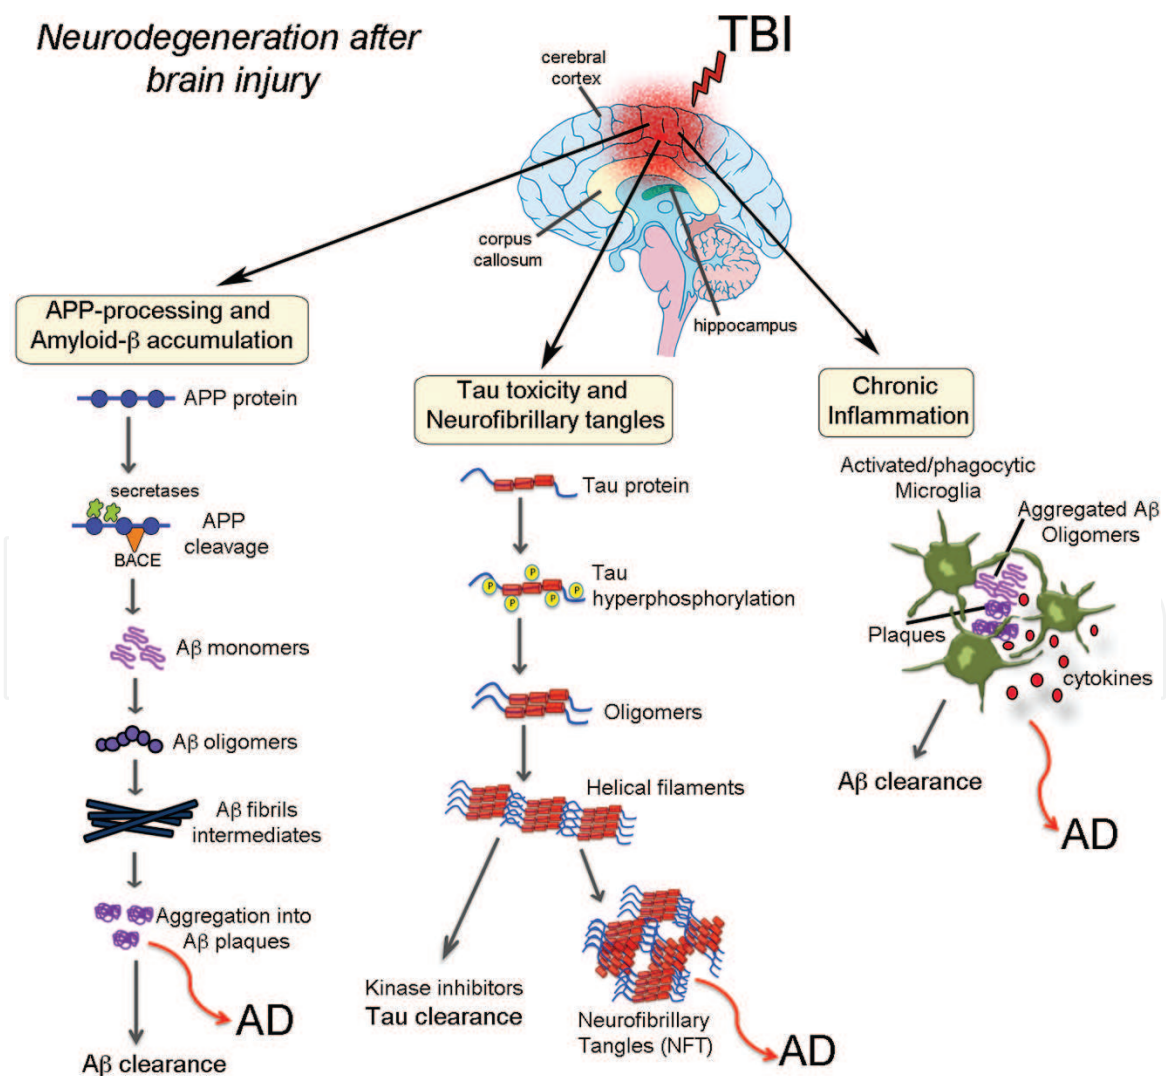 Neurodegeneration after
brain injury
TBI
cerebral
cortex
corpus
callosum
hippocampus
APP-processing and
Amyloid-β accumulation
APP protein
secretases
APP
cleavage
BACE
Aβ monomers
Aβ oligomers
Aβ fibrils
intermediates
Aggregation into
Aβ plaques
AD
Aβ clearance
Tau toxicity and
Neurofibrillary tangles
Tau protein
P
P
P
P
P
Tau
hyperphosphorylation
Oligomers
Helical filaments
Kinase inhibitors
Tau clearance
Neurofibrillary
Tangles (NFT)
AD
Chronic
Inflammation
Activated/phagocytic
Microglia
Aggregated Aβ
Oligomers
Plaques
cytokines
Aβ clearance
AD